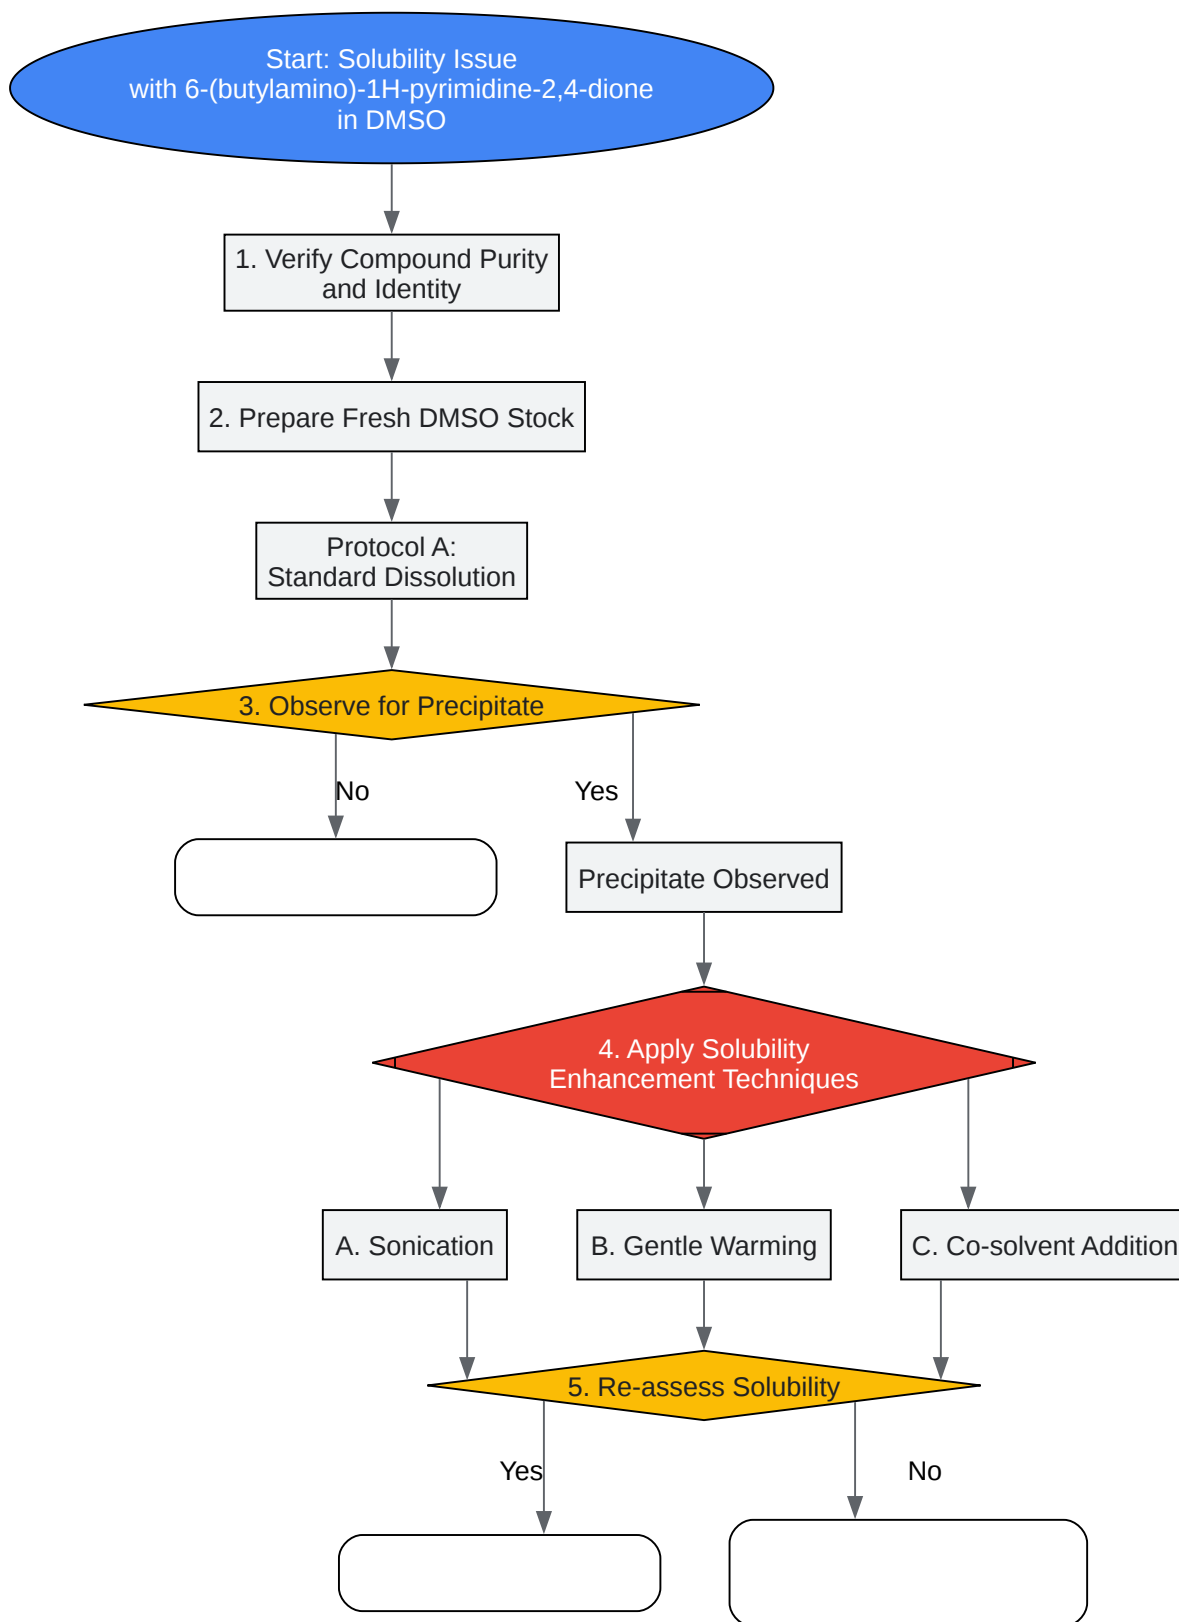 Start: Solubility Issue
with 6-(butylamino)-1H-pyrimidine-2,4-dione
in DMSO
1. Verify Compound Purity
and Identity
2. Prepare Fresh DMSO Stock
Protocol A:
Standard Dissolution
3. Observe for Precipitate
No
Yes
Precipitate Observed
4. Apply Solubility
Enhancement Techniques
A. Sonication
B. Gentle Warming
C. Co-solvent Addition
5. Re-assess Solubility
Yes
No